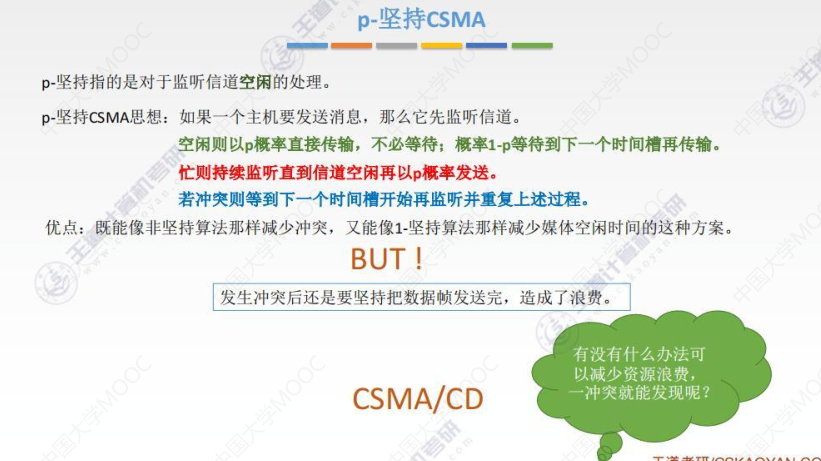 p-坚持CSMA
p-坚持指的是对于监听信道空闲的处理。
p-坚持CSMA思想：如果一个主机要发送消息，那么它先监听信道。
空闲则以p概率直接传输，不必等待；概率1-p等待到下一个时间槽再传输。
忙则持续监听直到信道空闲再以p概率发送。
若冲突则等到下一个时间槽开始再监听并重复上述过程。
优点：既能像非坚持算法那样减少冲突，又能像1-坚持算法那样减少媒体空闲时间的这种方案。
BUT！
发生冲突后还是要坚持把数据帧发送完，造成了浪费。
有没有什么办法可
以减少资源浪费，
一冲突就能发现呢？
CSMA/CD